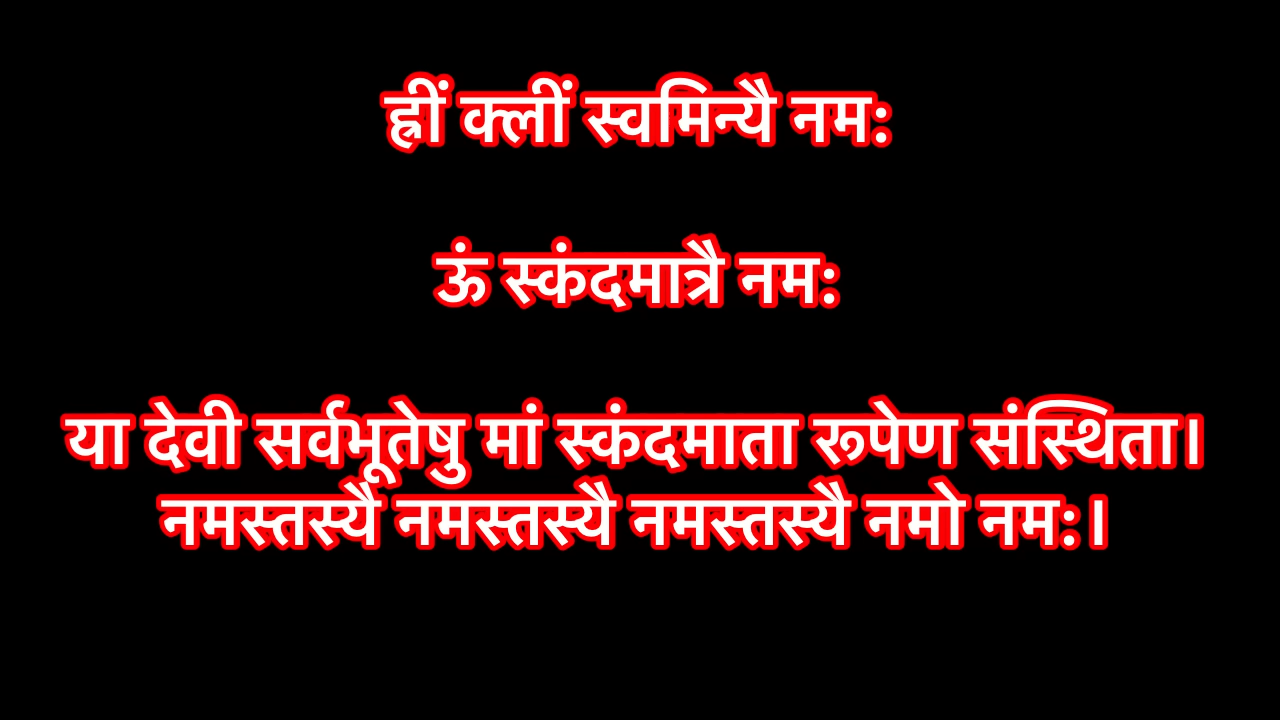 ह्रीं क्लीं स्वमिन्यै नम:
ऊं स्कंदमात्रै नम:
या देवी सर्वभूतेषु मां स्कंदमाता रूपेण संस्थिता।
नमस्तस्यै नमस्तस्यै नमस्तस्यै नमो नम:।